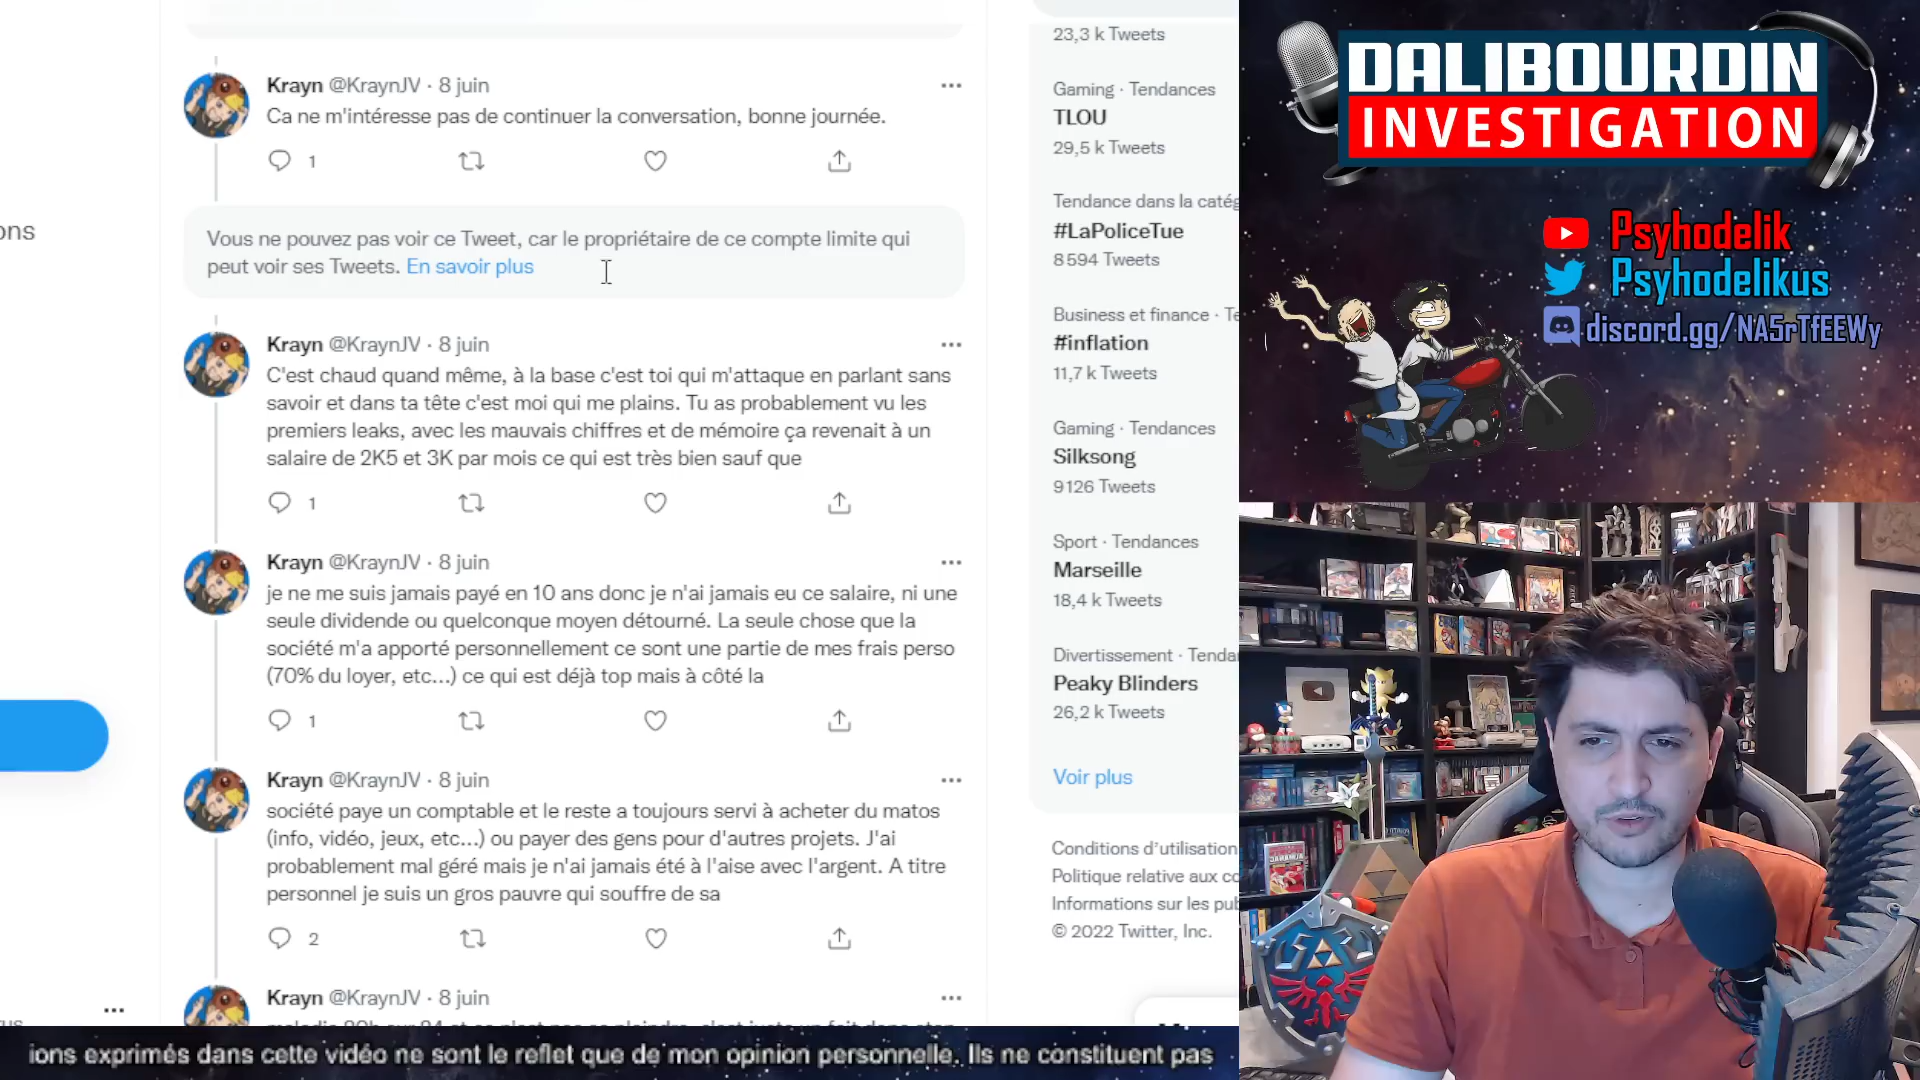 ons
Krayn @KraynJV · 8 juin
Ca ne m'intéresse pas de continuer la conversation, bonne journée.
1
Vous ne pouvez pas voir ce Tweet, car le propriétaire de ce compte limite qui
peut voir ses Tweets. En savoir plus
Krayn @KraynJV · 8 juin
C'est chaud quand même, à la base c'est toi qui m'attaque en parlant sans
savoir et dans ta tête c'est moi qui me plains. Tu as probablement vu les
premiers leaks, avec les mauvais chiffres et de mémoire ça revenait à un
salaire de 2K5 et 3K par mois ce qui est très bien sauf que
1
Krayn @KraynJV · 8 juin
je ne me suis jamais payé en 10 ans donc je n'ai jamais eu ce salaire, ni une
seule dividende ou quelconque moyen détourné. La seule chose que la
société m'a apporté personnellement ce sont une partie de mes frais perso
(70% du loyer, etc...) ce qui est déjà top mais à côté la
1
Krayn @KraynJV · 8 juin
société paye un comptable et le reste a toujours servi à acheter du matos
(info, vidéo, jeux, etc...) ou payer des gens pour d'autres projets. J'ai
probablement mal géré mais je n'ai jamais été à l'aise avec l'argent. A titre
personnel je suis un gros pauvre qui souffre de sa
2
Krayn @KraynJV · 8 juin
23,3 k Tweets
Gaming · Tendances
TLOU
29,5 k Tweets
Tendance dans la catég
#LaPoliceTue
8 594 Tweets
Business et finance · Te
#inflation
11,7 k Tweets
Gaming · Tendances
Silksong
9 126 Tweets
Sport · Tendances
Marseille
18,4 k Tweets
Divertissement · Tenda
Peaky Blinders
26,2 k Tweets
Voir plus
Conditions d'utilisation
Politique relative aux co
Informations sur les pub
© 2022 Twitter, Inc.
DALIBOURDIN
INVESTIGATION
Psyhodelik
Psyhodelikus
discord.gg/NA5rTfEEWy
ions exprimés dans cette vidéo ne sont le reflet que de mon opinion personnelle. Ils ne constituent pas